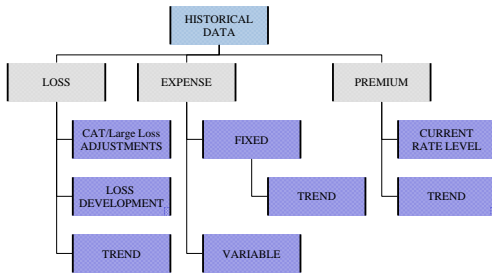 HISTORICAL
DATA
LOSS
EXPENSE
PREMIUM
CAT/Large Loss
ADJUSTMENTS
FIXED
CURRENT
RATE LEVEL
LOSS
DEVELOPMENT
TREND
TREND
TREND
VARIABLE